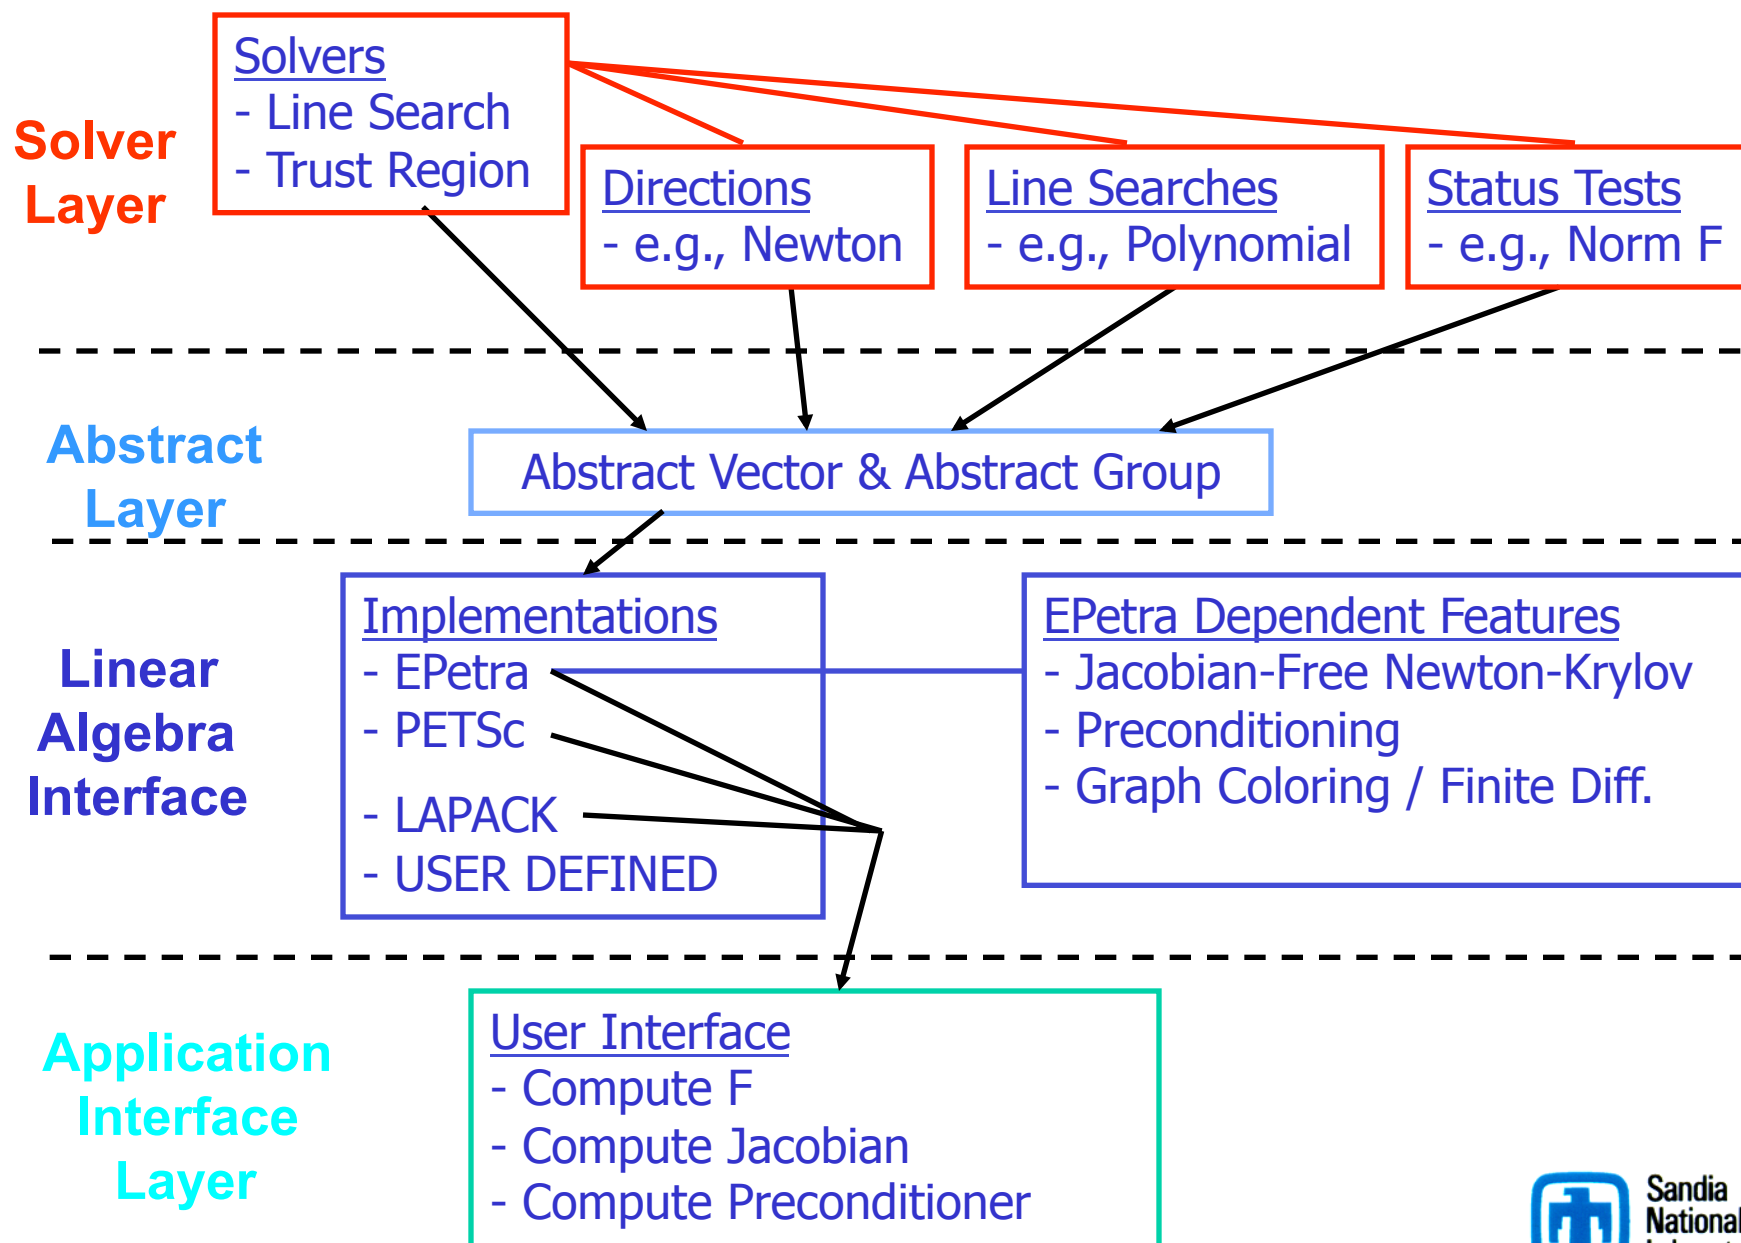 Solver
Layer
Solvers
- Line Search
- Trust Region
Directions
- e.g., Newton
Line Searches
- e.g., Polynomial
Status Tests
- e.g., Norm F
Abstract
Layer
Abstract Vector & Abstract Group
Linear
Algebra
Interface
Implementations
- EPetra
- PETSc
- LAPACK
- USER DEFINED
EPetra Dependent Features
- Jacobian-Free Newton-Krylov
- Preconditioning
- Graph Coloring / Finite Diff.
Application
Interface
Layer
User Interface
- Compute F
- Compute Jacobian
- Compute Preconditioner
Sandia
National